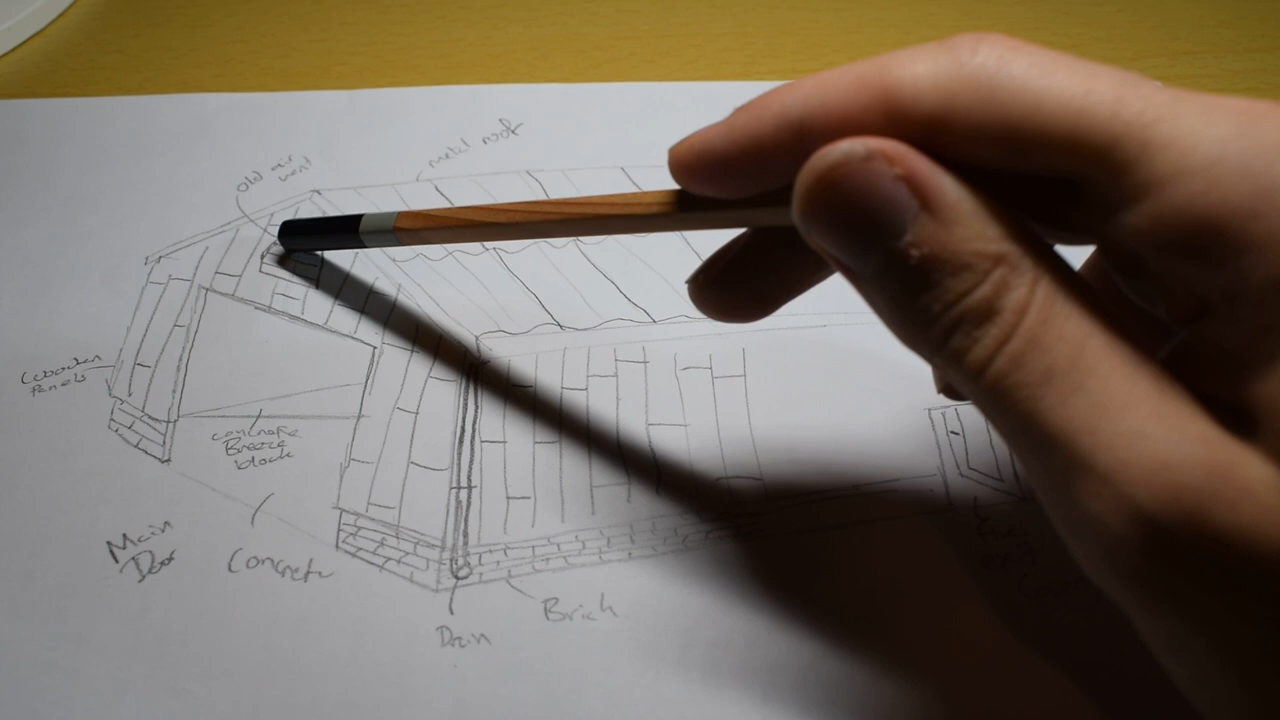 metal roof
Old air
vent
Wooden
Panels
concrete
Breeze
block
Main
Door
Concrete
Brick
Drain